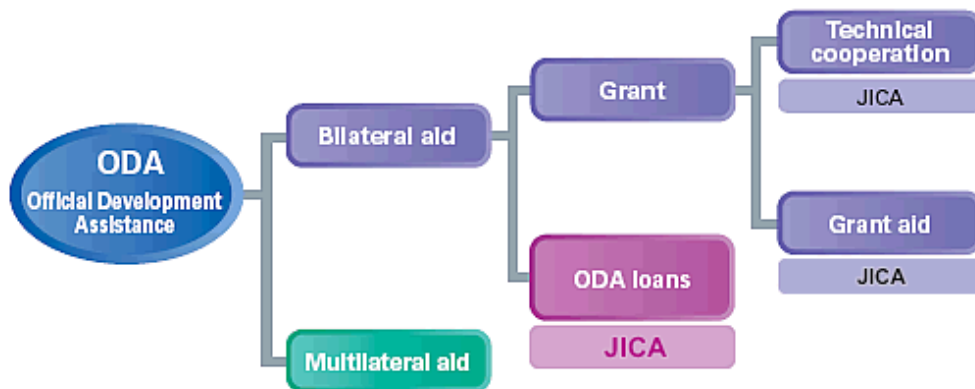 ODA
Official Development
Assistance
Bilateral aid
Multilateral aid
Grant
ODA loans
JICA
Technical
cooperation
JICA
Grant aid
JICA